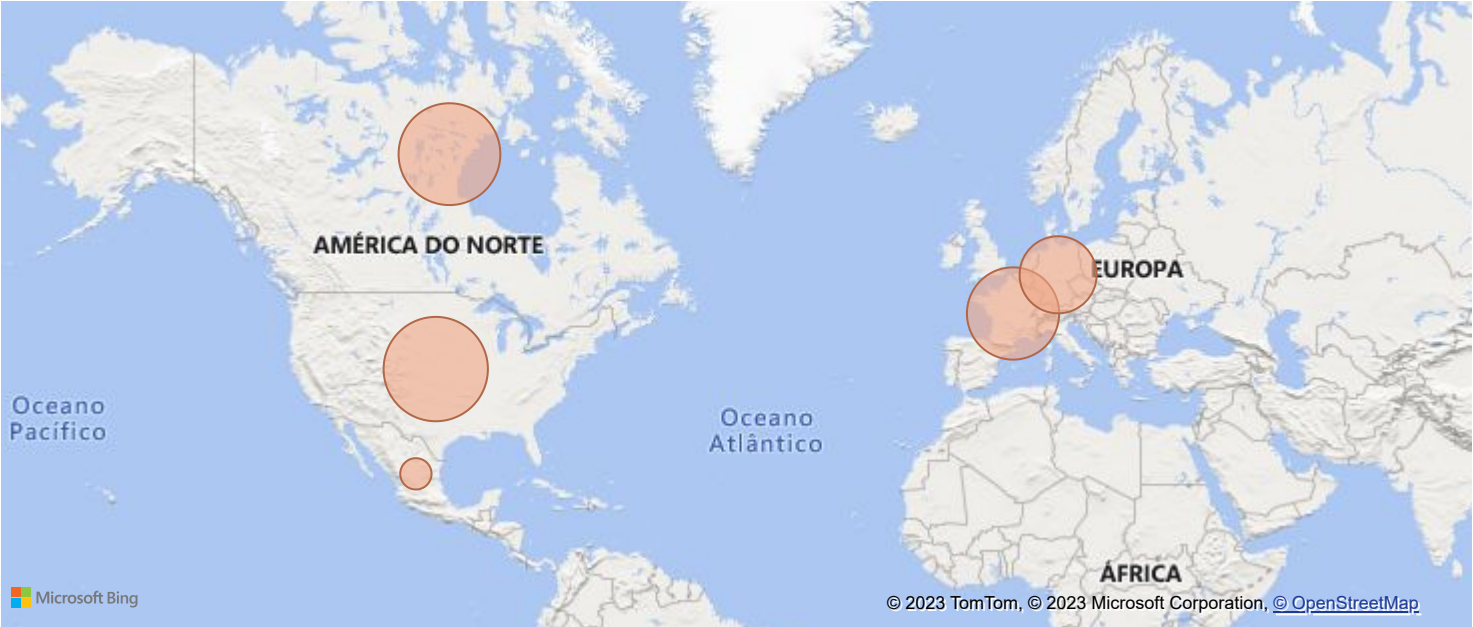 AMÉRICA DO NORTE
EUROPA
Oceano
Pacífico
Oceano
Atlântico
ÁFRICA
Microsoft Bing
© 2023 TomTom, © 2023 Microsoft Corporation, © OpenStreetMap